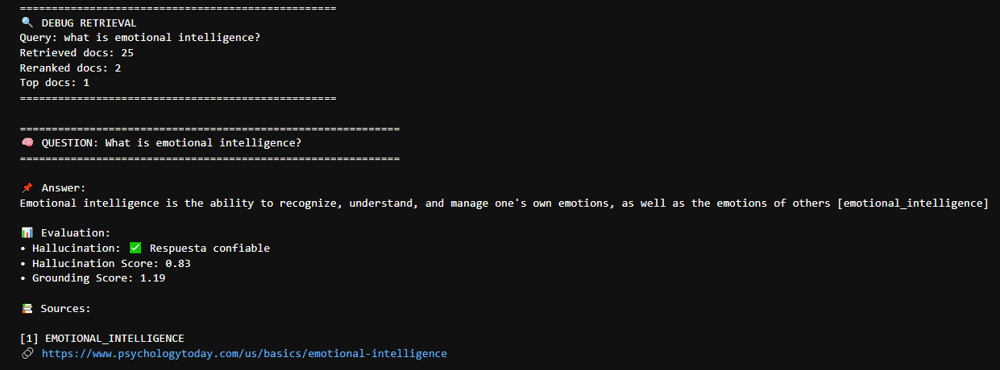 ==================================================
🔍 DEBUG RETRIEVAL
Query: what is emotional intelligence?
Retrieved docs: 25
Reranked docs: 2
Top docs: 1
==================================================
============================================================
🧠 QUESTION: What is emotional intelligence?
============================================================
📌 Answer:
Emotional intelligence is the ability to recognize, understand, and manage one's own emotions, as well as the emotions of others [emotional_intelligence]
📊 Evaluation:
• Hallucination: ✅ Respuesta confiable
• Hallucination Score: 0.83
• Grounding Score: 1.19
📚 Sources:
[1] EMOTIONAL_INTELLIGENCE
🔗 https://www.psychologytoday.com/us/basics/emotional-intelligence